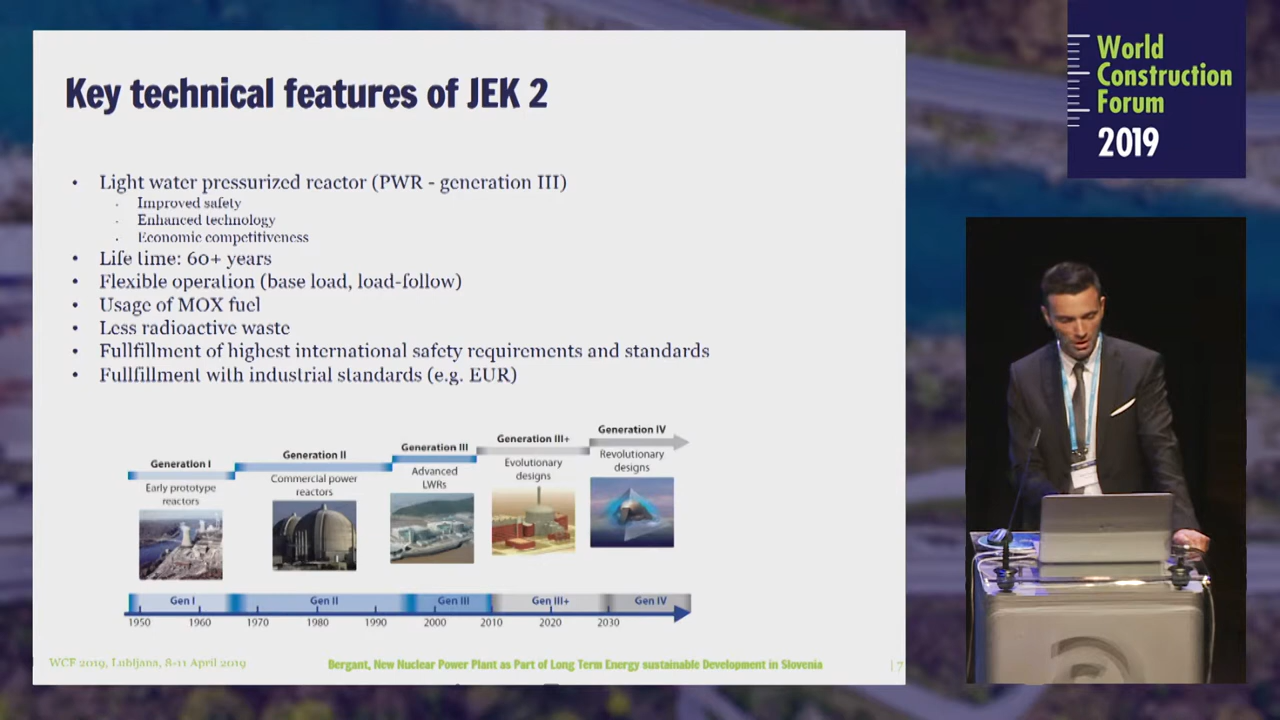 Key technical features of JEK 2
• Light water pressurized reactor (PWR - generation III)
Improved safety
Enhanced technology
Economic competitiveness
• Life time: 60+ years
• Flexible operation (base load, load-follow)
• Usage of MOX fuel
• Less radioactive waste
• Fullfillment of highest international safety requirements and standards
• Fullfillment with industrial standards (e.g. EUR)
Generation I
Early prototype
reactors
Generation II
Commercial power
reactors
Generation III
Advanced
LWRs
Generation III+
Evolutionary
designs
Generation IV
Revolutionary
designs
Gen I Gen II Gen III Gen III+ Gen IV
1950 1960 1970 1980 1990 2000 2010 2020 2030
WCF 2019, Lubljana, 8-11 April 2019
Bergant, New Nuclear Power Plant as Part of Long Term Energy sustainable Development in Slovenia
| 7
World
Construction
Forum
2019